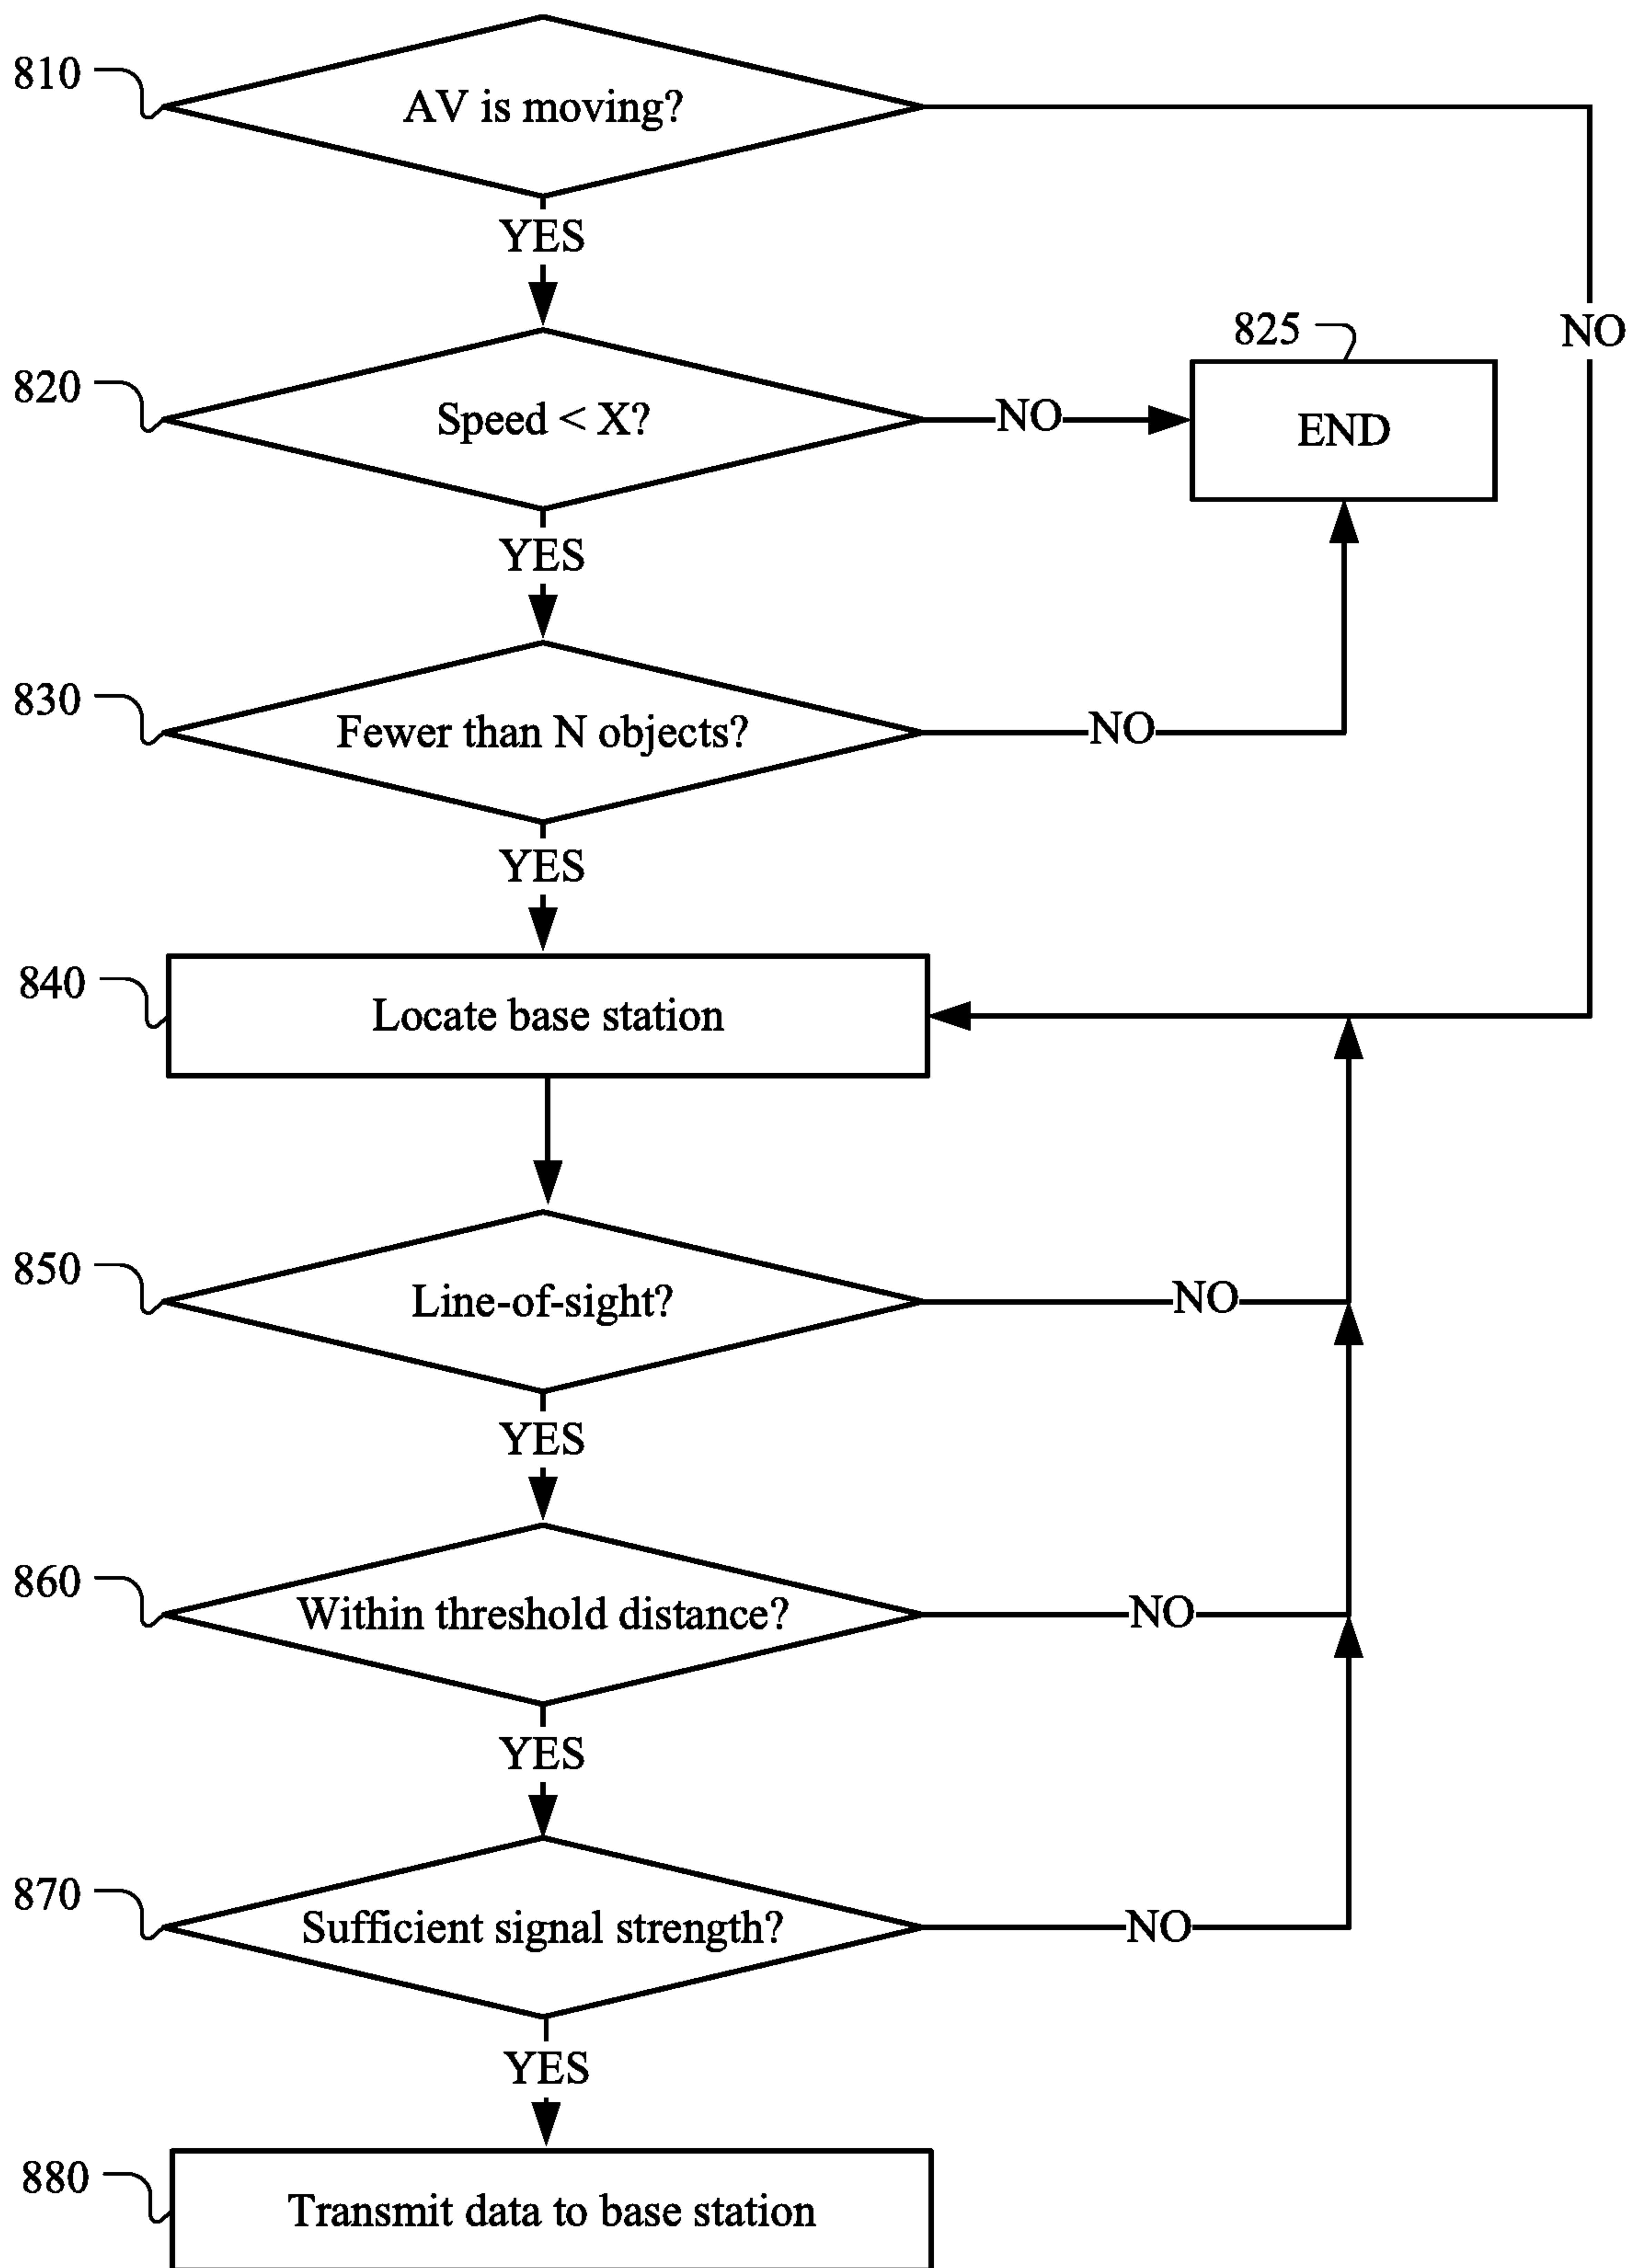 810
AV is moving?
YES
NO
825
820
Speed < X?
NO
END
YES
830
Fewer than N objects?
NO
YES
840
Locate base station
850
Line-of-sight?
NO
YES
860
Within threshold distance?
NO
YES
870
Sufficient signal strength?
NO
YES
880
Transmit data to base station